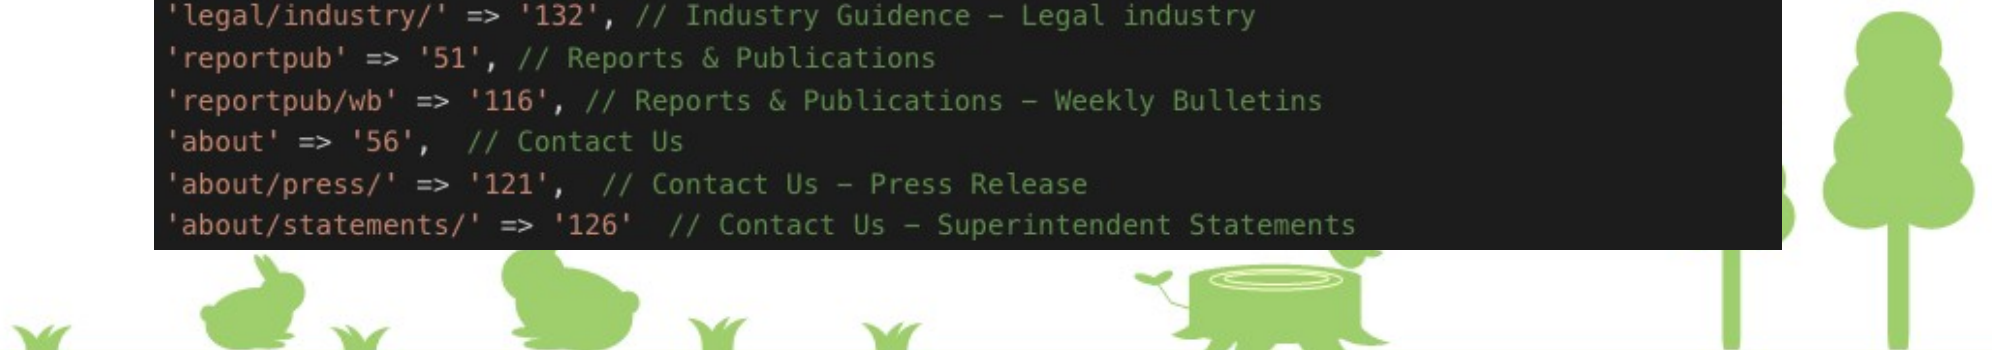 'legal/industry/' => '132', // Industry Guidence – Legal industry
'reportpub' => '51', // Reports & Publications
'reportpub/wb' => '116', // Reports & Publications – Weekly Bulletins
'about' => '56',  // Contact Us
'about/press/' => '121',  // Contact Us – Press Release
'about/statements/' => '126'  // Contact Us – Superintendent Statements